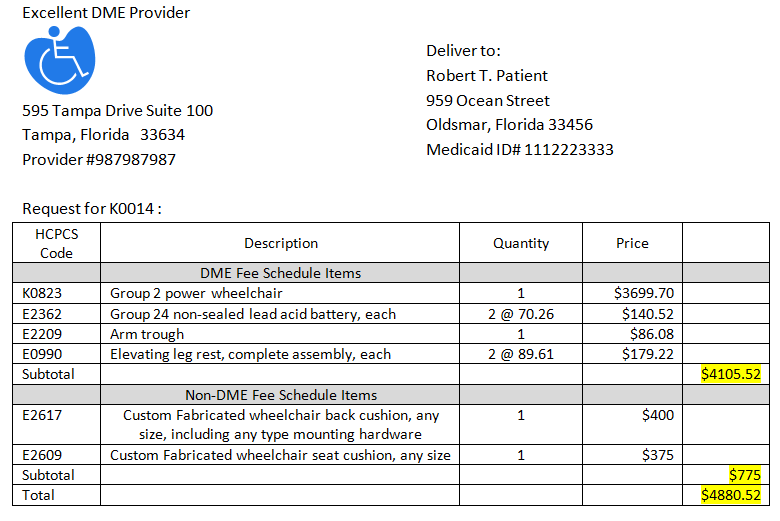 Excellent DME Provider
595 Tampa Drive Suite 100
Tampa, Florida 33634
Provider #987987987
Deliver to:
Robert T. Patient
959 Ocean Street
Oldsmar, Florida 33456
Medicaid ID# 1112223333
Request for K0014 :
HCPCS Code Description Quantity Price
DME Fee Schedule Items
K0823 Group 2 power wheelchair 1 $3699.70
E2362 Group 24 non-sealed lead acid battery, each 2 @ 70.26 $140.52
E2209 Arm trough 1 $86.08
E0990 Elevating leg rest, complete assembly, each 2 @ 89.61 $179.22
Subtotal $4105.52
Non-DME Fee Schedule Items
E2617 Custom Fabricated wheelchair back cushion, any 1 $400
size, including any type mounting hardware
E2609 Custom Fabricated wheelchair seat cushion, any size 1 $375
Subtotal $775
Total $4880.52